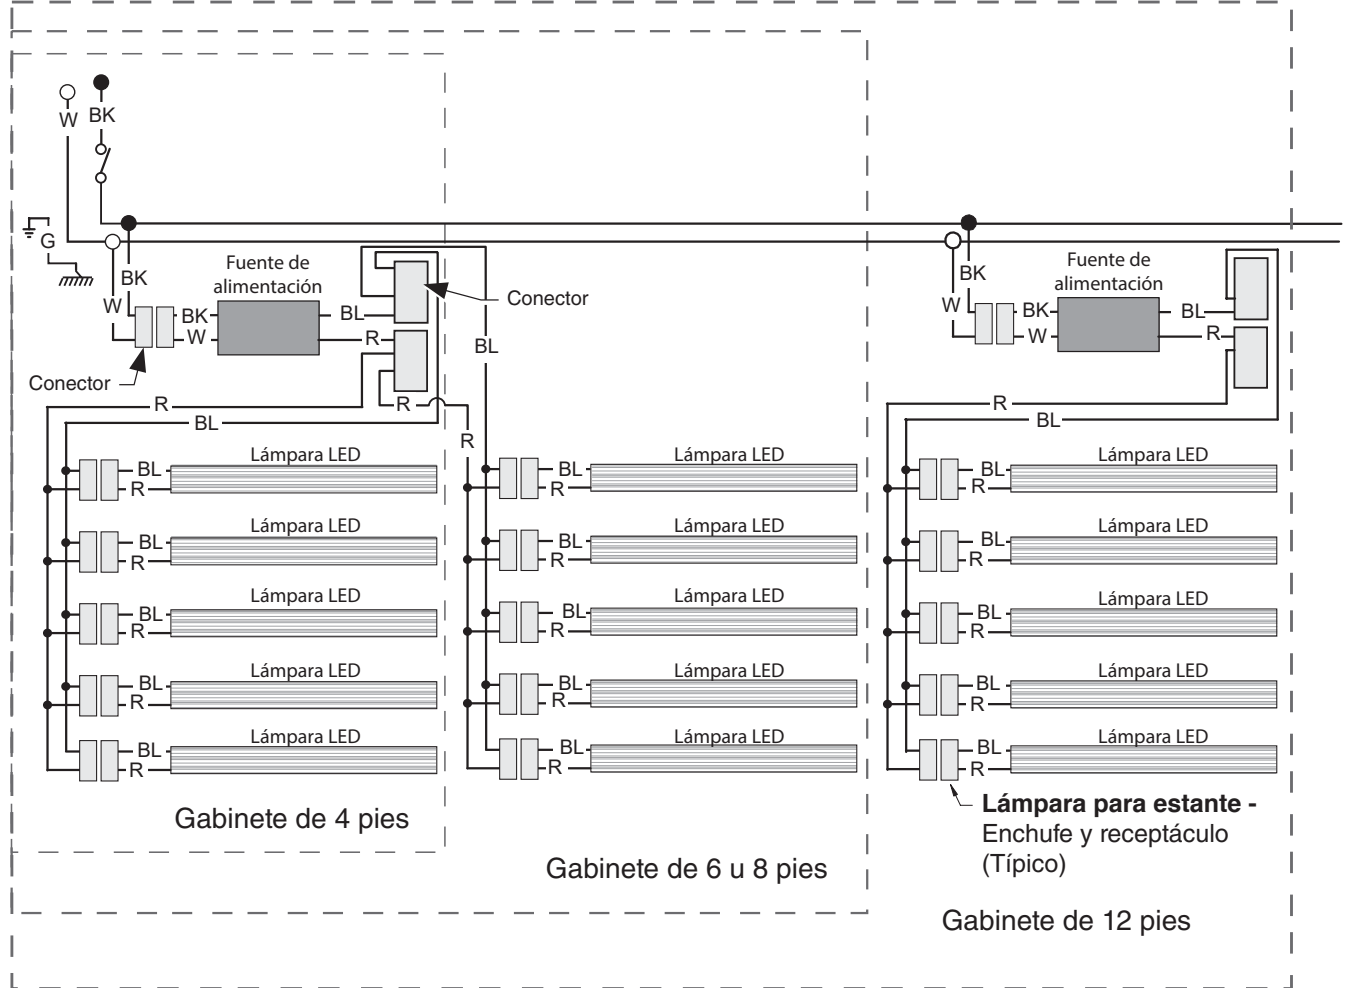 W
BK
G
BK
W
Fuente de
alimentación
BK
W
BL
R
Conector
Conector
BL
R
BL
R
R
BK
W
Fuente de
alimentación
BK
W
BL
R
R
BL
Lámpara LED
BL
R
Lámpara LED
BL
R
Lámpara LED
BL
R
Lámpara LED
BL
R
Lámpara LED
BL
R
Lámpara LED
BL
R
Lámpara LED
BL
R
Lámpara LED
BL
R
Lámpara LED
BL
R
Lámpara LED
BL
R
Lámpara LED
BL
R
Lámpara LED
BL
R
Lámpara LED
BL
R
Lámpara LED
BL
R
Lámpara LED
BL
R
Gabinete de 4 pies
Gabinete de 6 u 8 pies
Lámpara para estante -
Enchufe y receptáculo
(Típico)
Gabinete de 12 pies